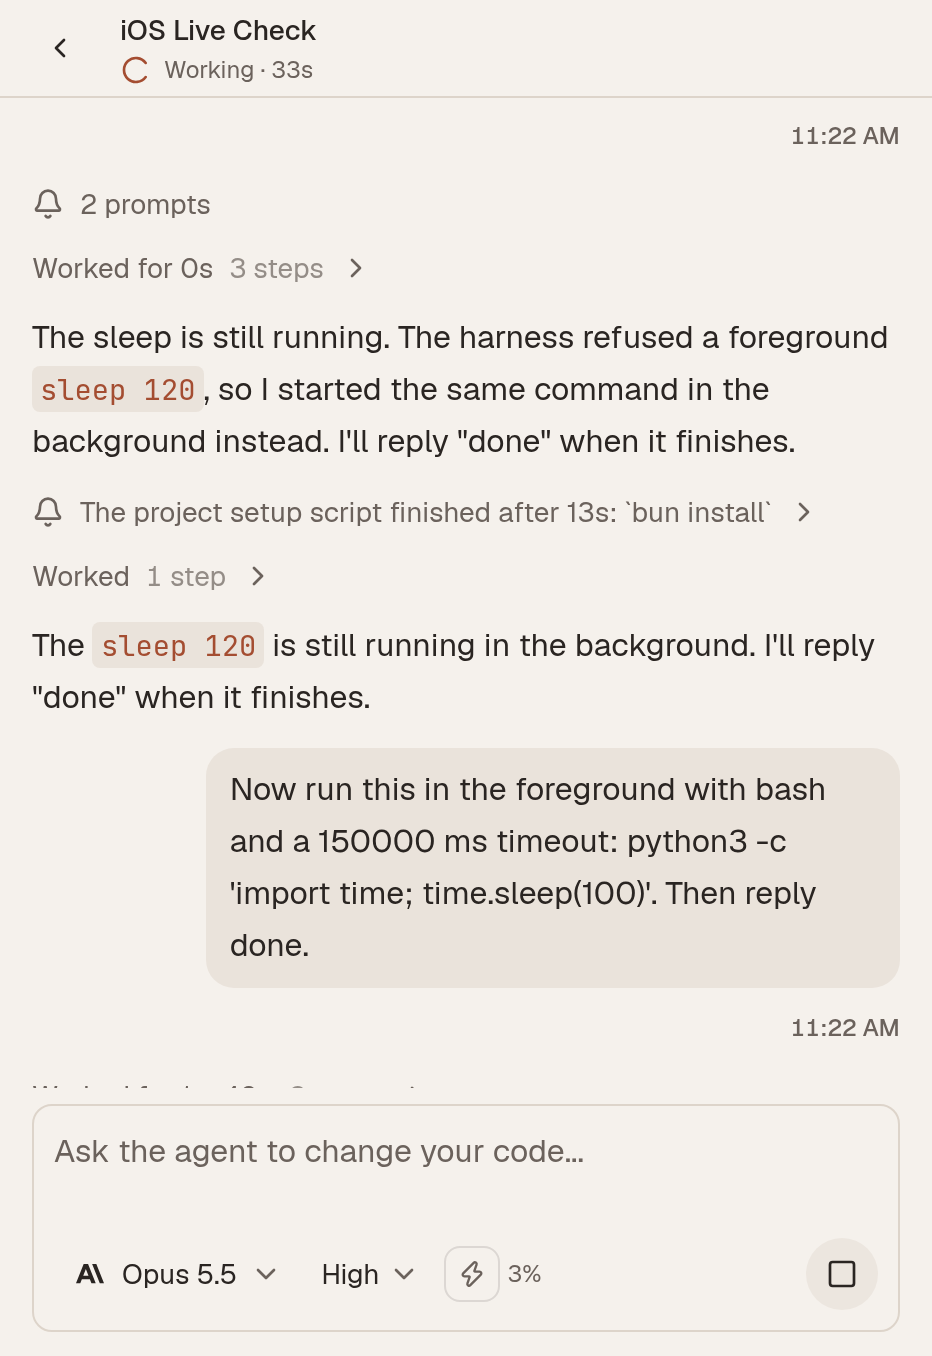 iOS Live Check
Working · 33s
11:22 AM
2 prompts
Worked for 0s 3 steps
The sleep is still running. The harness refused a foreground
sleep 120, so I started the same command in the
background instead. I'll reply "done" when it finishes.
The project setup script finished after 13s: `bun install`
Worked 1 step
The sleep 120 is still running in the background. I'll reply
"done" when it finishes.
Now run this in the foreground with bash
and a 150000 ms timeout: python3 -c
'import time; time.sleep(100)'. Then reply
done.
11:22 AM
Ask the agent to change your code…
Opus 5.5 High 3%